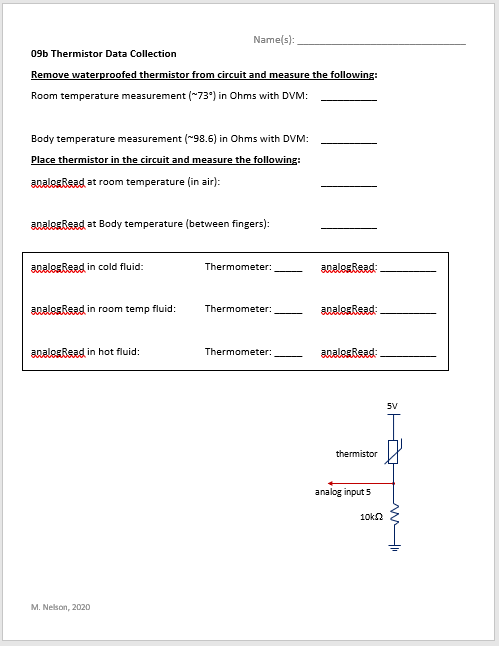 Name(s): ______________________________
09b Thermistor Data Collection
Remove waterproofed thermistor from circuit and measure the following:
Room temperature measurement (~73°) in Ohms with DVM: __________
Body temperature measurement (~98.6) in Ohms with DVM: __________
Place thermistor in the circuit and measure the following:
analogRead at room temperature (in air): __________
analogRead at Body temperature (between fingers): __________
analogRead in cold fluid: Thermometer: _____ analogRead: __________
analogRead in room temp fluid: Thermometer: _____ analogRead: __________
analogRead in hot fluid: Thermometer: _____ analogRead: __________
5V
thermistor
analog input 5
10kΩ
M. Nelson, 2020